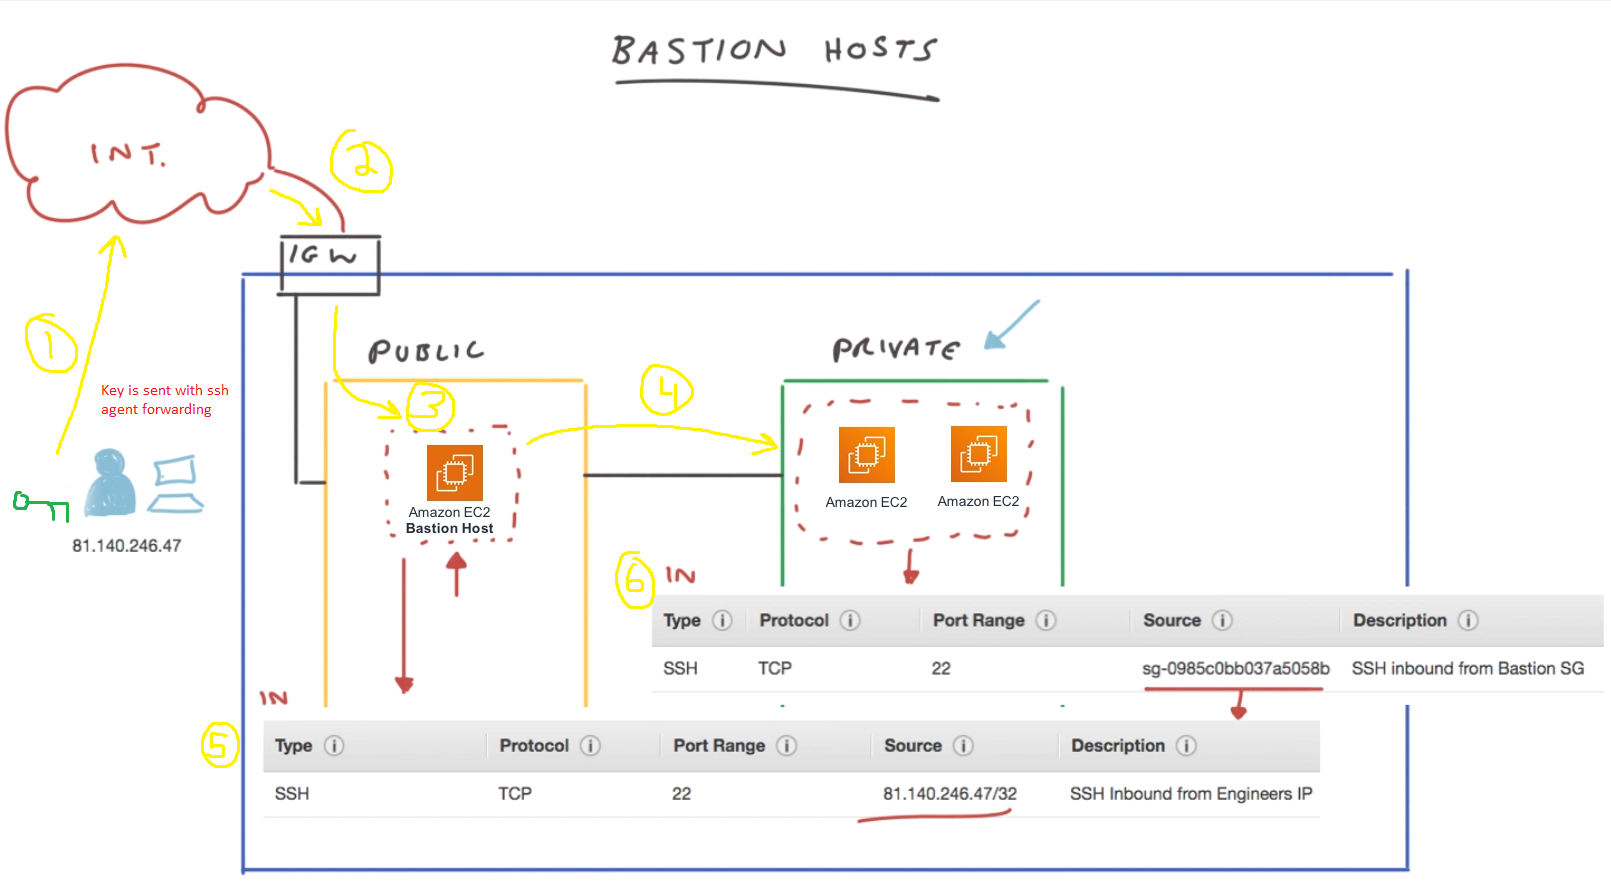 BASTION HOSTS
INT.
2
IGW
1
PUBLIC
PRIVATE
Key is sent with ssh
agent forwarding
3
4
Amazon EC2
Bastion Host
Amazon EC2
Amazon EC2
81.140.246.47
6
IN
Type Protocol Port Range Source Description
SSH TCP 22 sg-0985c0bb037a5058b SSH inbound from Bastion SG
IN
5
Type Protocol Port Range Source Description
SSH TCP 22 81.140.246.47/32 SSH Inbound from Engineers IP